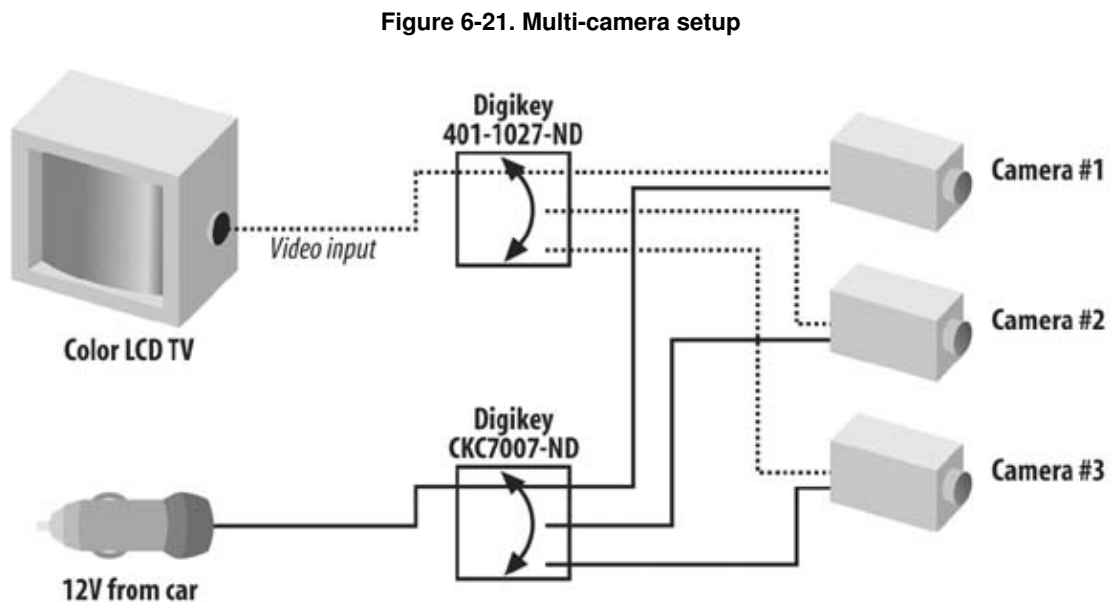 Figure 6-21. Multi-camera setup
Digikey
401-1027-ND
Camera #1
Video input
Color LCD TV
Camera #2
Digikey
CKC7007-ND
Camera #3
12V from car